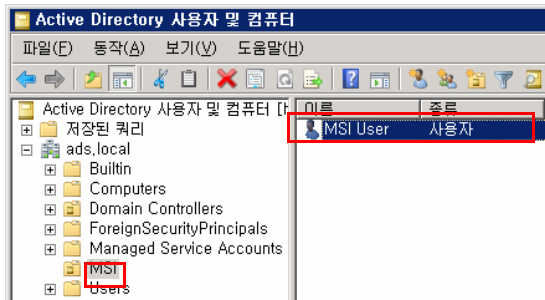 Active Directory 사용자 및 컴퓨터
파일(F) 동작(A) 보기(V) 도움말(H)
Active Directory 사용자 및 컴퓨터 [h
저장된 쿼리
ads.local
Builtin
Computers
Domain Controllers
ForeignSecurityPrincipals
Managed Service Accounts
MSI
Users
이름 종류
MSI User 사용자